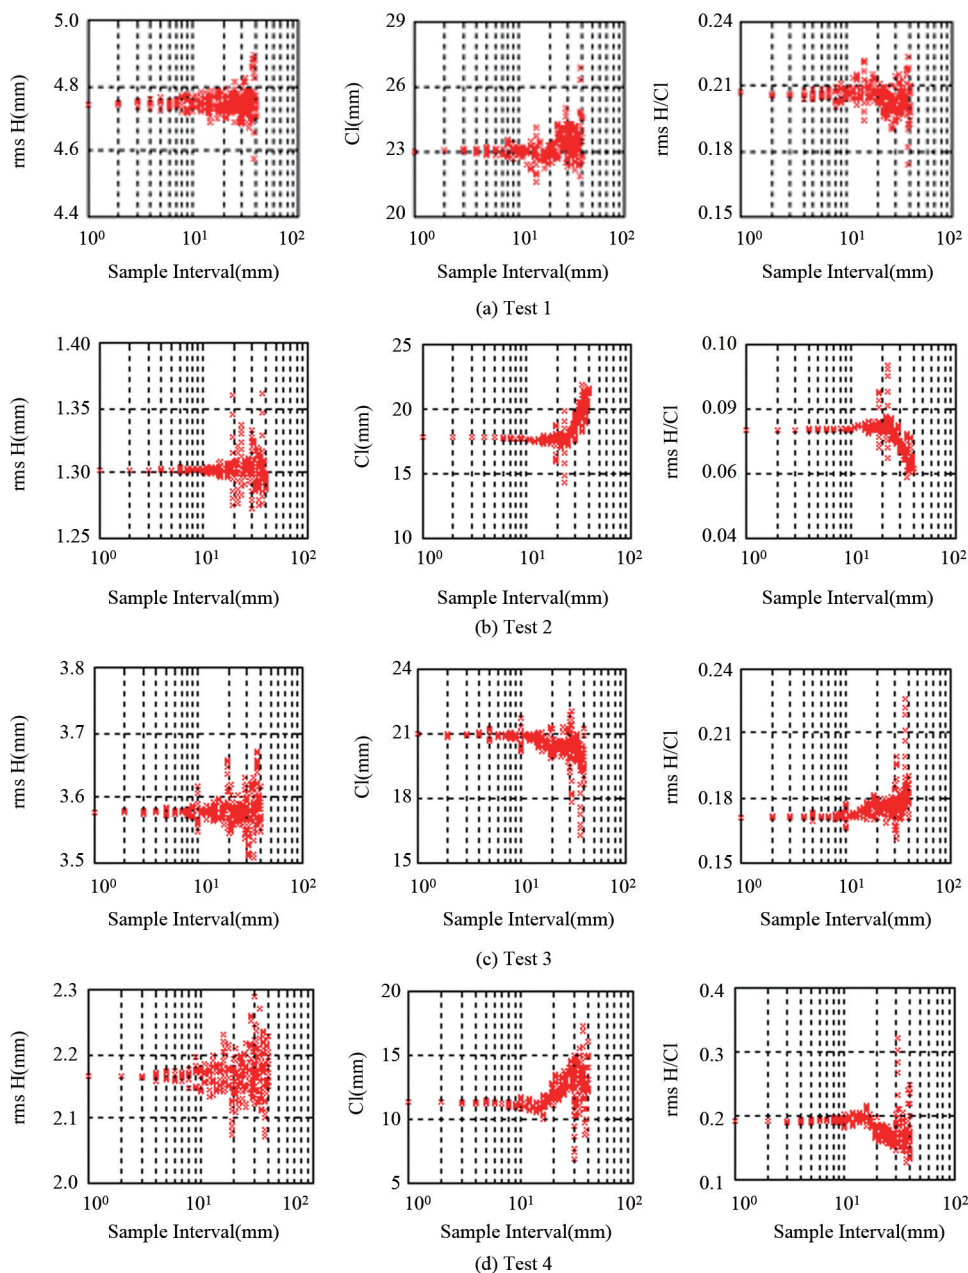 5.0
4.8
4.6
4.4
rms H(mm)
10⁰ 10¹ 10²
Sample Interval(mm)
29
26
23
20
Cl(mm)
10⁰ 10¹ 10²
Sample Interval(mm)
0.24
0.21
0.18
0.15
rms H/Cl
10⁰ 10¹ 10²
Sample Interval(mm)
(a) Test 1
1.40
1.35
1.30
1.25
rms H(mm)
10⁰ 10¹ 10²
Sample Interval(mm)
25
20
15
10
Cl(mm)
10⁰ 10¹ 10²
Sample Interval(mm)
0.10
0.09
0.06
0.04
rms H/Cl
10⁰ 10¹ 10²
Sample Interval(mm)
(b) Test 2
3.8
3.7
3.6
3.5
rms H(mm)
10⁰ 10¹ 10²
Sample Interval(mm)
24
21
18
15
Cl(mm)
10⁰ 10¹ 10²
Sample Interval(mm)
0.24
0.21
0.18
0.15
rms H/Cl
10⁰ 10¹ 10²
Sample Interval(mm)
(c) Test 3
2.3
2.2
2.1
2.0
rms H(mm)
10⁰ 10¹ 10²
Sample Interval(mm)
20
15
10
5
Cl(mm)
10⁰ 10¹ 10²
Sample Interval(mm)
0.4
0.3
0.2
0.1
rms H/Cl
10⁰ 10¹ 10²
Sample Interval(mm)
(d) Test 4